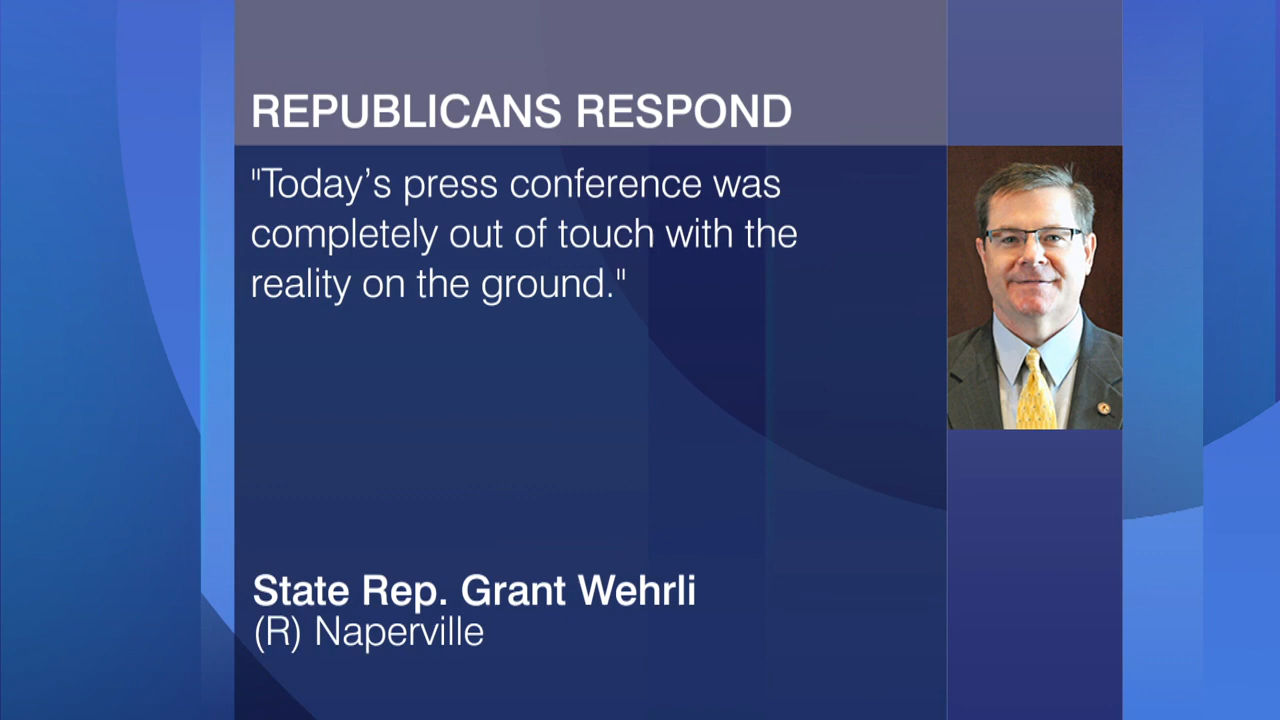 REPUBLICANS RESPOND
"Today’s press conference was
completely out of touch with the
reality on the ground."
State Rep. Grant Wehrli
(R) Naperville